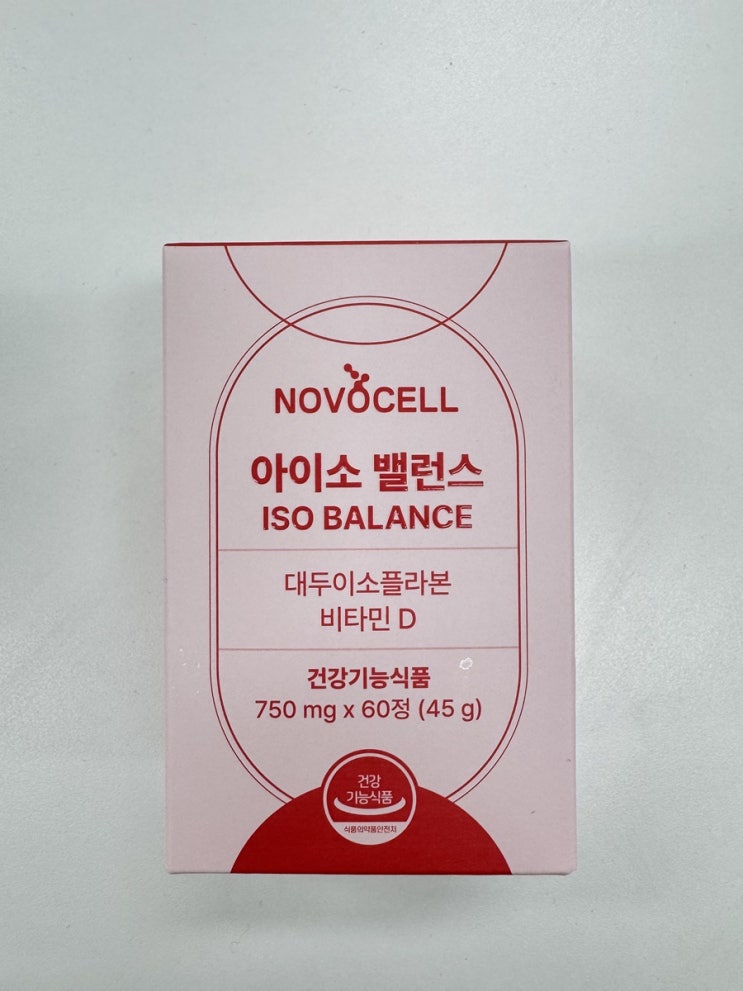 NOVOCELL
아이소 밸런스
ISO BALANCE
대두이소플라본
비타민 D
건강기능식품
750 mg x 60정 (45 g)
건강
기능식품
식품의약품안전처